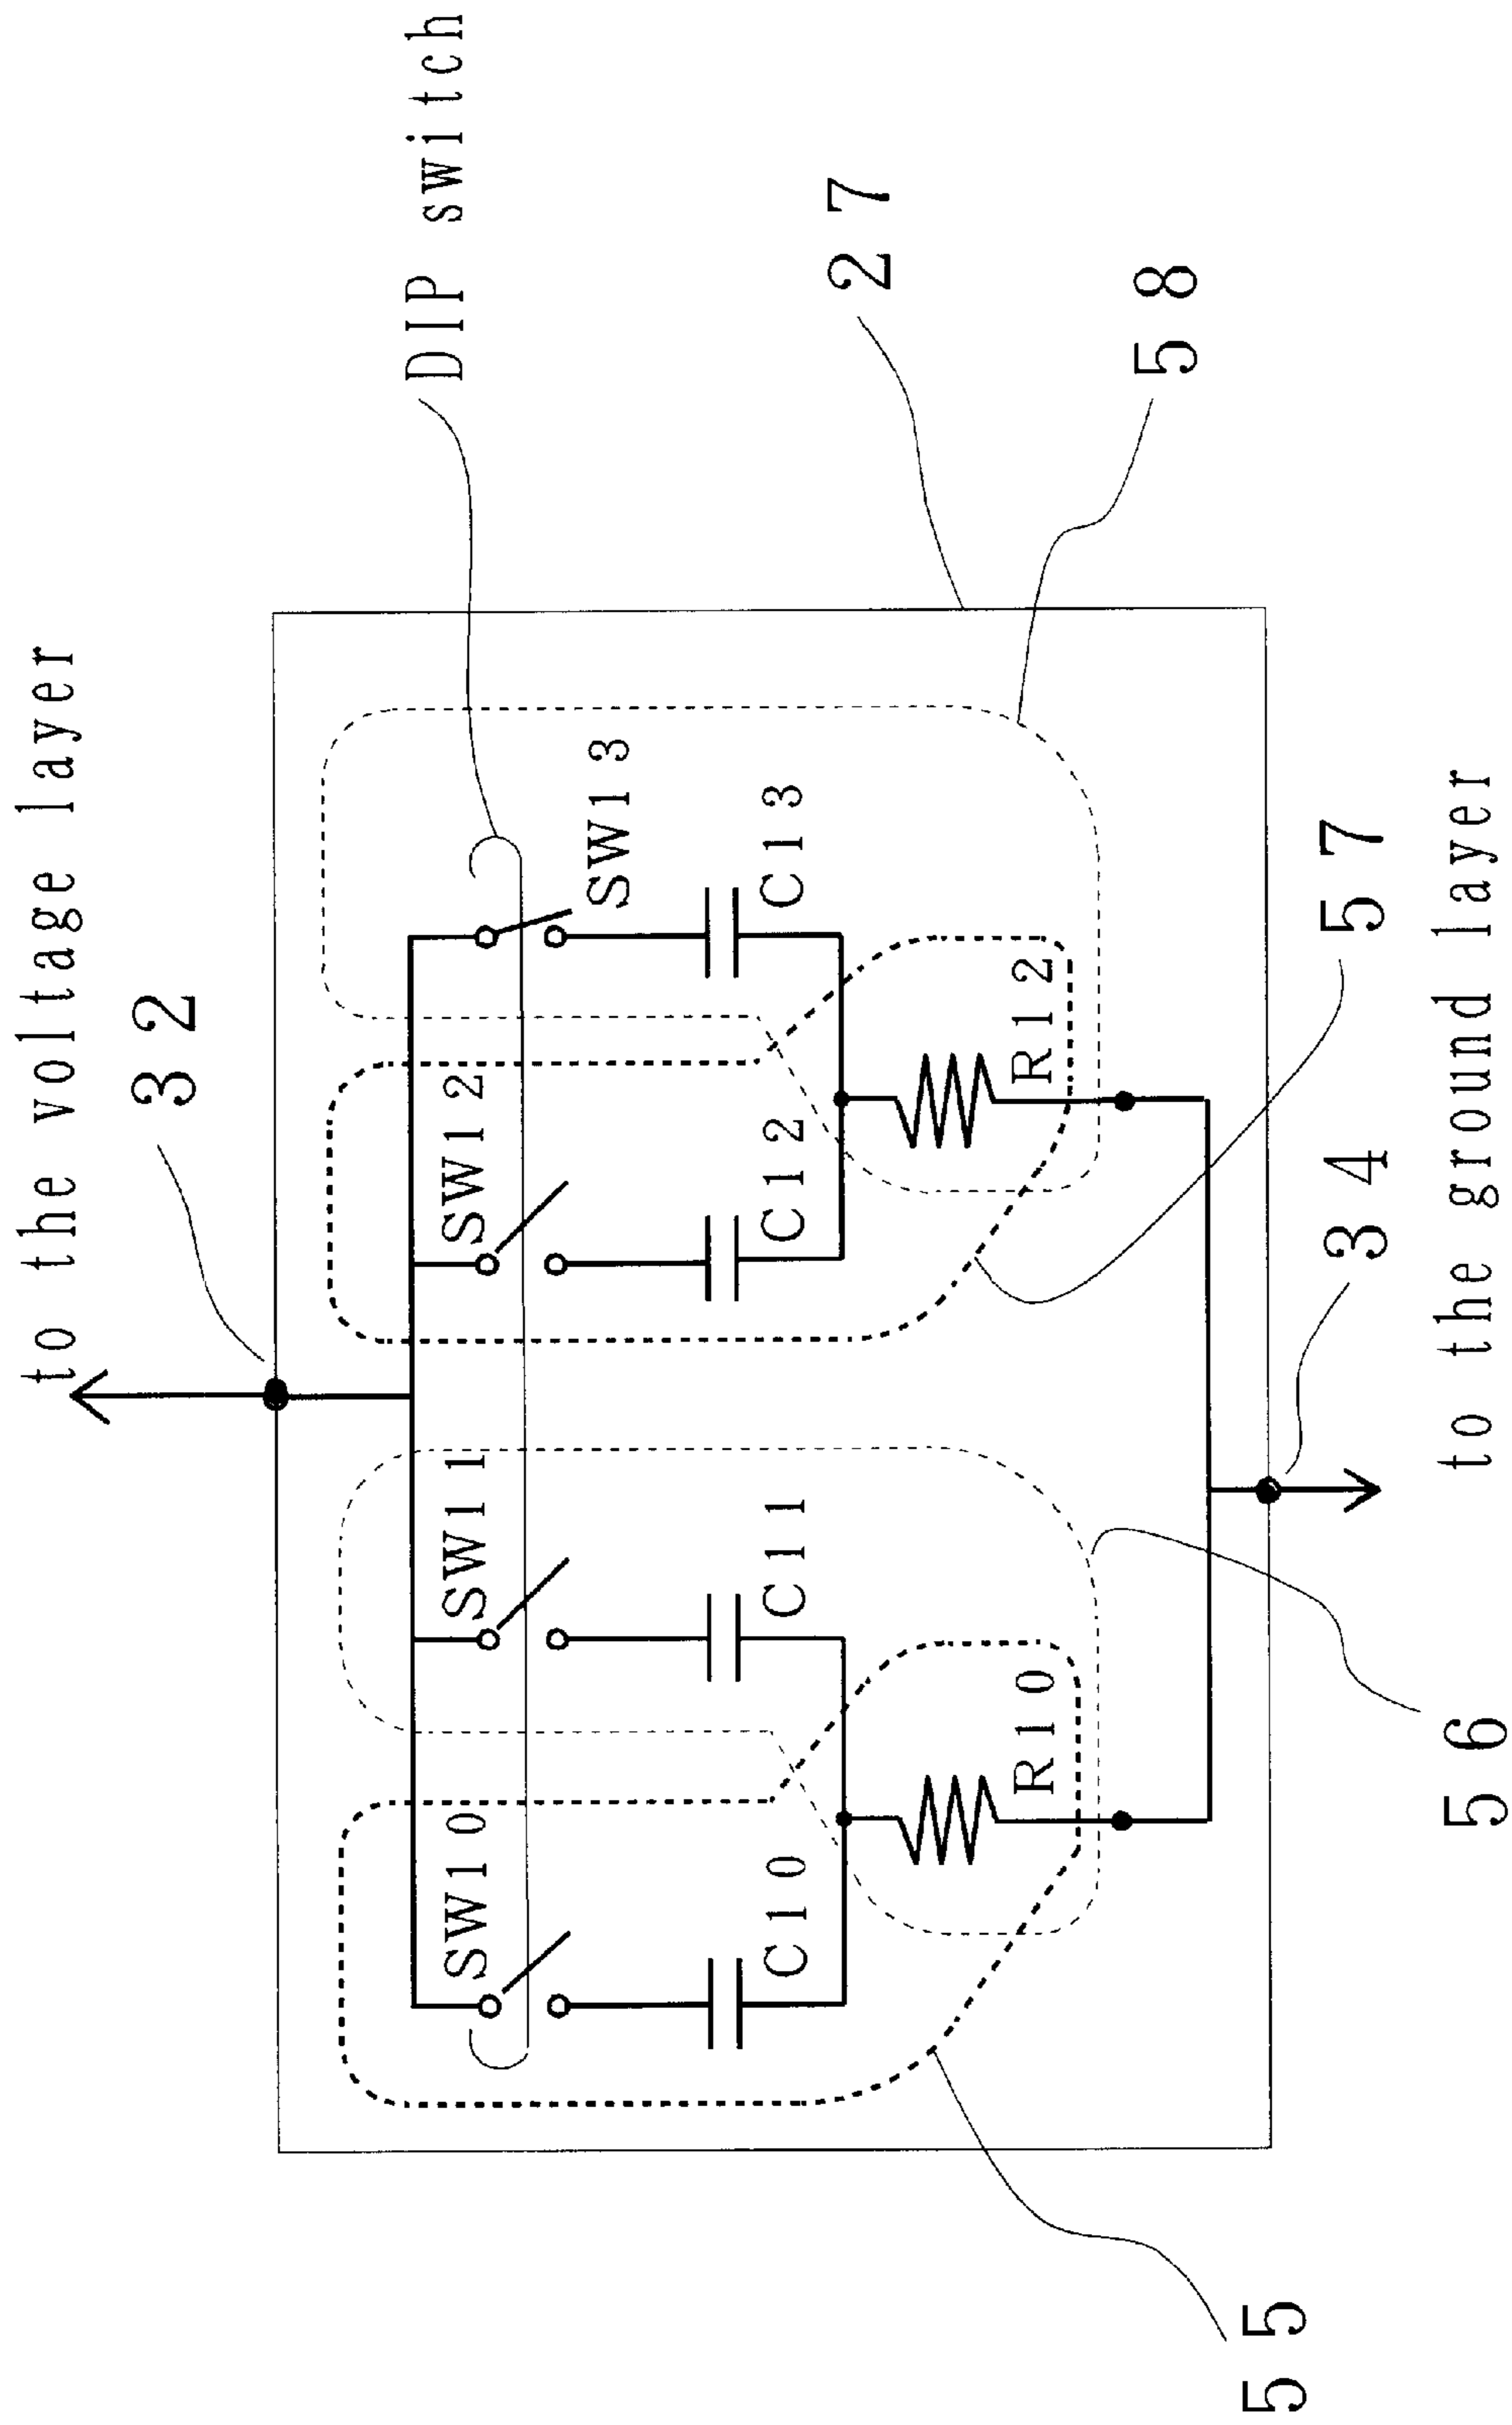 to the voltage layer
32
DIP switch
SW10
SW11
SW12
SW13
C10
C11
C12
C13
R10
R12
27
58
57
34
56
55
to the ground layer